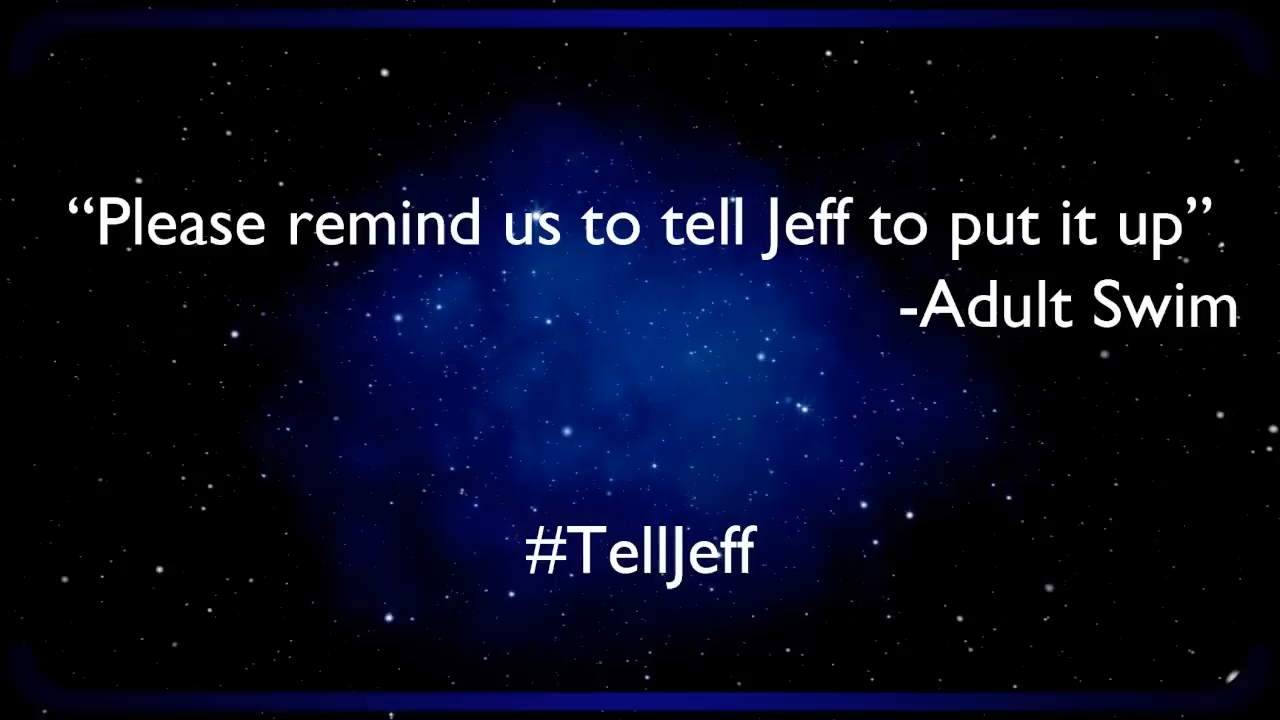 “Please remind us to tell Jeff to put it up”
-Adult Swim
#TellJeff